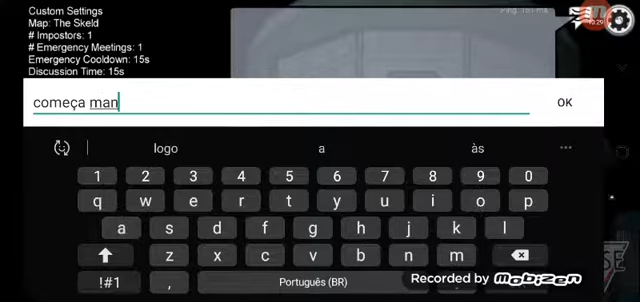 Custom Settings
Map: The Skeld
# Impostors: 1
# Emergency Meetings: 1
Emergency Cooldown: 15s
Discussion Time: 15s
começa man
OK
logo a às •••
1 2 3 4 5 6 7 8 9 0
q w e r t y u i o p
a s d f g h j k l
z x c v b n m
!#1 , Português (BR)
Recorded by MOBIZEN